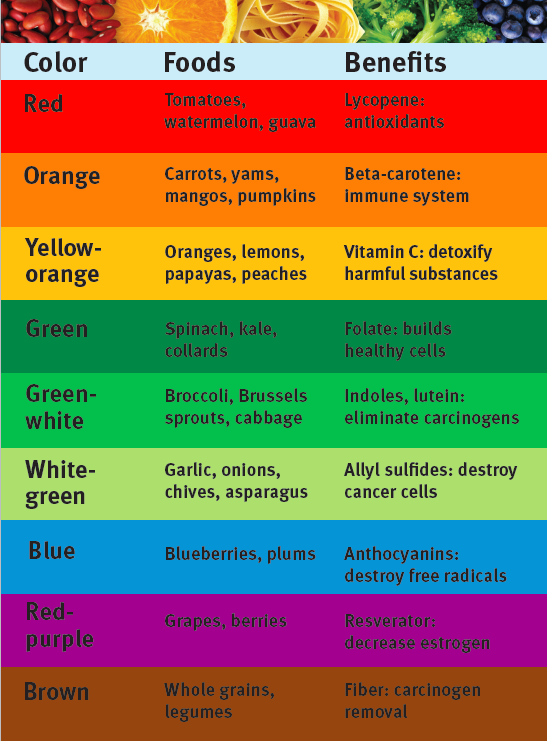 Color Foods Benefits
Red
Tomatoes,
watermelon, guava
Lycopene:
antioxidants
Orange
Carrots, yams,
mangos, pumpkins
Beta-carotene:
immune system
Yellow-
orange
Oranges, lemons,
papayas, peaches
Vitamin C: detoxify
harmful substances
Green
Spinach, kale,
collards
Folate: builds
healthy cells
Green-
white
Broccoli, Brussels
sprouts, cabbage
Indoles, lutein:
eliminate carcinogens
White-
green
Garlic, onions,
chives, asparagus
Allyl sulfides: destroy
cancer cells
Blue
Blueberries, plums
Anthocyanins:
destroy free radicals
Red-
purple
Grapes, berries
Resverator:
decrease estrogen
Brown
Whole grains,
legumes
Fiber: carcinogen
removal